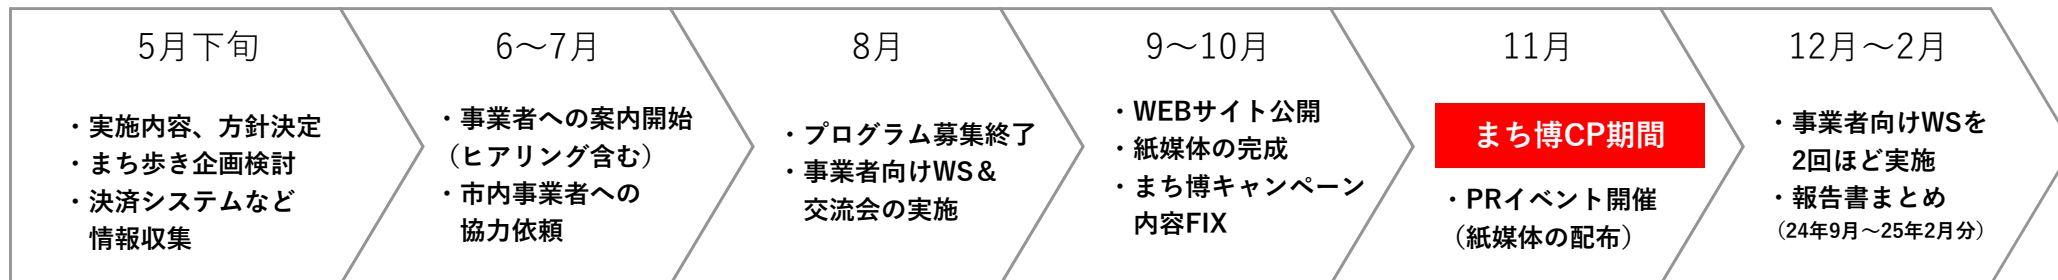 5月下旬
・実施内容、方針決定
・まち歩き企画検討
・決済システムなど
情報収集
6～7月
・事業者への案内開始
（ヒアリング含む）
・市内事業者への
協力依頼
8月
・プログラム募集終了
・事業者向けWS＆
交流会の実施
9～10月
・WEBサイト公開
・紙媒体の完成
・まち博キャンペーン
内容FIX
11月
まち博CP期間
・PRイベント開催
（紙媒体の配布）
12月～2月
・事業者向けWSを
2回ほど実施
・報告書まとめ
（24年9月～25年2月分）